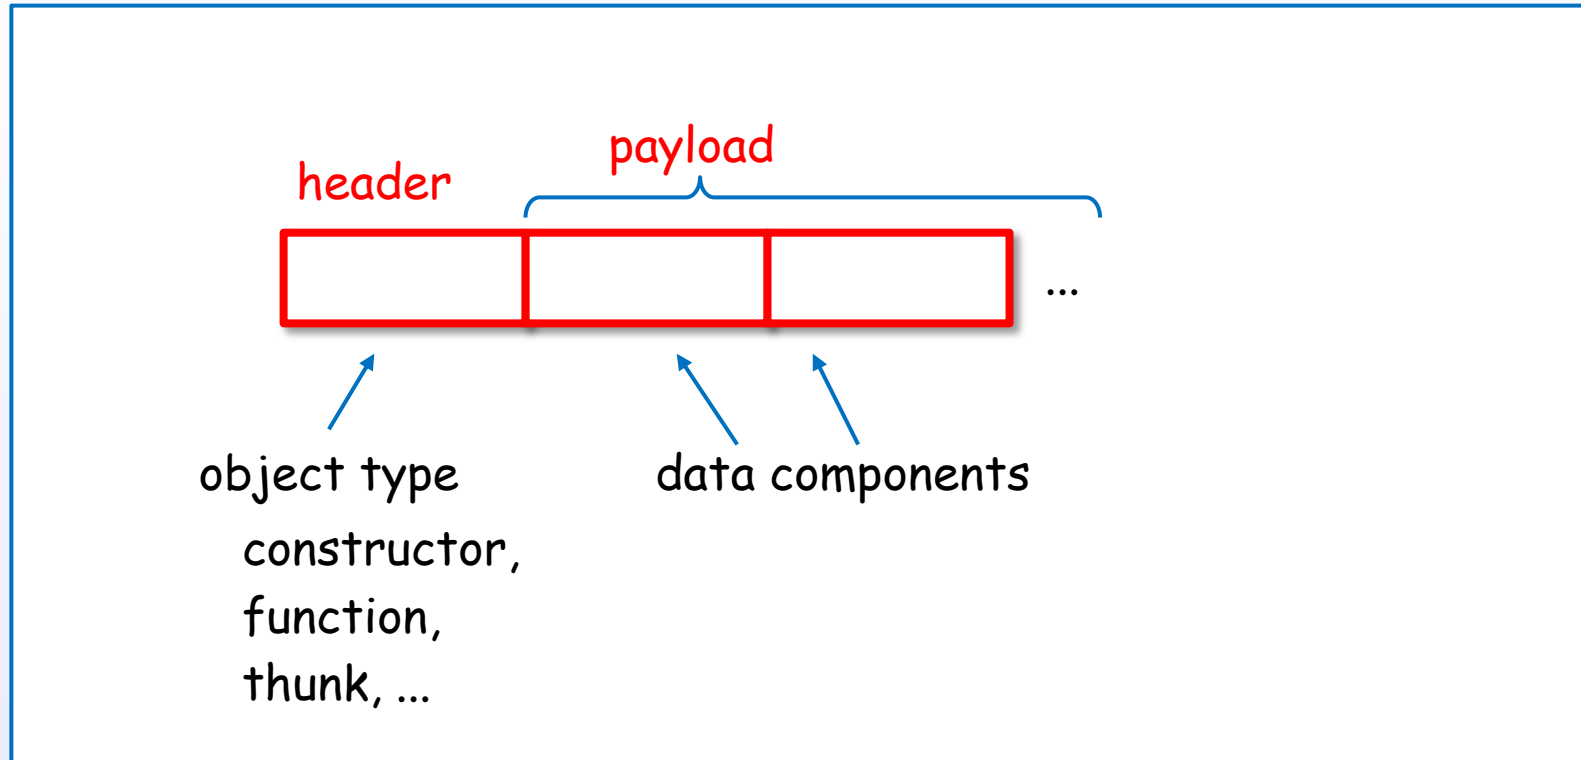 payload
header
...
object type
data components
constructor,
function,
thunk, ...